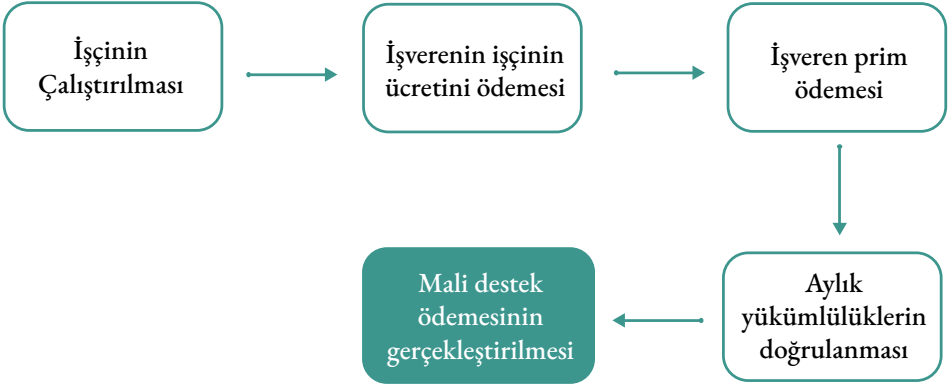 İşçinin
Çalıştırılması
İşverenin işçinin
ücretini ödemesi
İşveren prim
ödemesi
Aylık
yükümlülüklerin
doğrulanması
Mali destek
ödemesinin
gerçekleştirilmesi